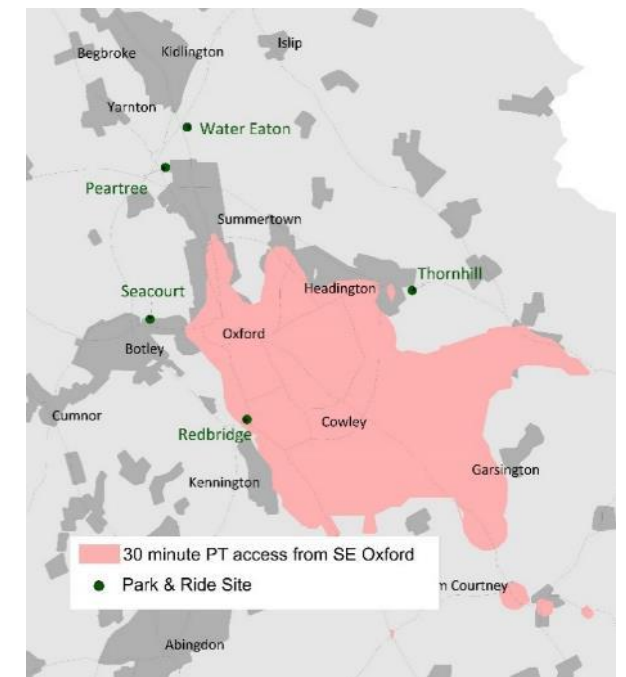 Begbroke
Kidlington
Islip
Yarnton
Water Eaton
Peartree
Summertown
Thornhill
Headington
Seacourt
Oxford
Botley
Cumnor
Cowley
Redbridge
Garsington
Kennington
30 minute PT access from SE Oxford
Park & Ride Site
m Courtney
Abingdon